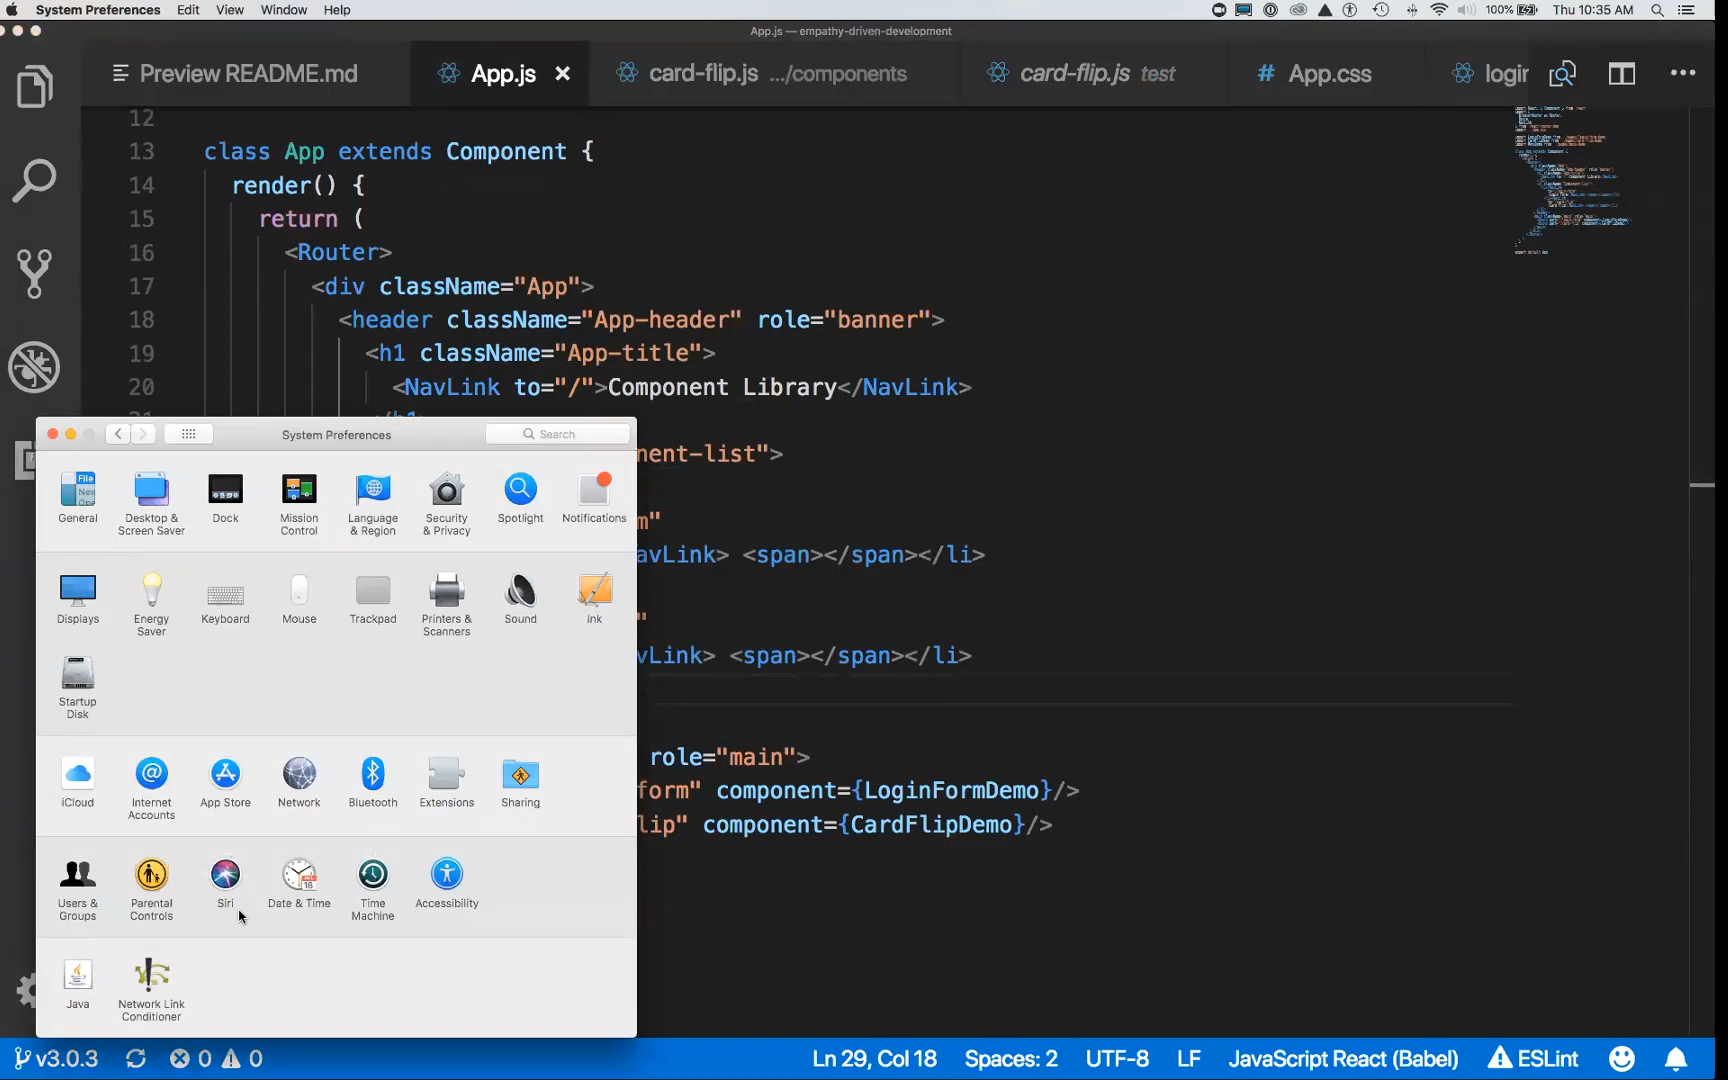 System Preferences Edit View Window Help
100% Thu 10:35 AM
App.js — empathy-driven-development
Preview README.md
App.js
card-flip.js .../components
card-flip.js test
# App.css
login
12
13 class App extends Component {
14 render() {
15 return (
16 <Router>
17 <div className="App">
18 <header className="App-header" role="banner">
19 <h1 className="App-title">
20 <NavLink to="/">Component Library</NavLink>
nent-list">
m"
avLink> <span></span></li>
"
vLink> <span></span></li>
role="main">
form" component={LoginFormDemo}/>
lip" component={CardFlipDemo}/>
System Preferences
Search
General
Desktop &
Screen Saver
Dock
Mission
Control
Language
& Region
Security
& Privacy
Spotlight
Notifications
Displays
Energy
Saver
Keyboard
Mouse
Trackpad
Printers &
Scanners
Sound
Ink
Startup
Disk
iCloud
Internet
Accounts
App Store
Network
Bluetooth
Extensions
Sharing
Users &
Groups
Parental
Controls
Siri
Date & Time
Time
Machine
Accessibility
Java
Network Link
Conditioner
v3.0.3 0 0
Ln 29, Col 18 Spaces: 2 UTF-8 LF JavaScript React (Babel) ESLint